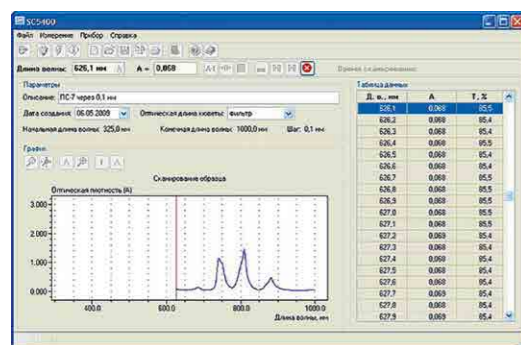 SC5400
Файл Измерение Прибор Справка
Длина волны: 626,1 нм A = 0,068 Время сканирования:
Параметры
Описание: ПС-7 через 0,1 нм
Дата создания: 06.05.2009 Оптическая длина кюветы: Фильтр
Начальная длина волны: 325,0 нм Конечная длина волны: 1000,0 нм Шаг: 0,1 нм
График
Сканирование образца
Оптическая плотность (А)
3.000
2.000
1.000
0.000
400.0 600.0 800.0 1000.0
Длина волны, нм
Таблица данных
Д. в., нм A T, %
626,1 0,068 85,5
626,2 0,068 85,4
626,3 0,068 85,4
626,4 0,068 85,4
626,5 0,068 85,4
626,6 0,068 85,5
626,7 0,068 85,5
626,8 0,068 85,5
626,9 0,068 85,5
627,0 0,068 85,5
627,1 0,068 85,5
627,2 0,069 85,4
627,3 0,068 85,4
627,4 0,068 85,4
627,5 0,068 85,4
627,6 0,068 85,4
627,7 0,069 85,4
627,8 0,069 85,4
627,9 0,069 85,4